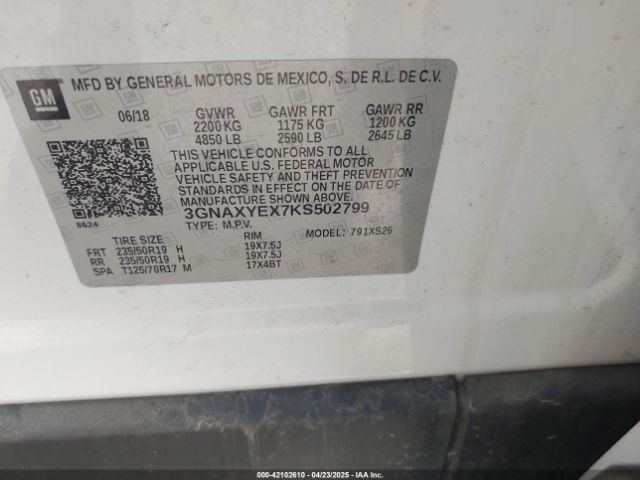 GM
MFD BY GENERAL MOTORS DE MEXICO, S. DE R.L. DE C.V.
06/18 GVWR GAWR FRT GAWR RR
2200 KG 1175 KG 1200 KG
4850 LB 2590 LB 2645 LB
THIS VEHICLE CONFORMS TO ALL
APPLICABLE U.S. FEDERAL MOTOR
VEHICLE SAFETY AND THEFT PREVENTION
STANDARDS IN EFFECT ON THE DATE OF
MANUFACTURE SHOWN ABOVE.
3GNAXYEX7KS502799
8624 TYPE: M.P.V. MODEL: 791XS26
TIRE SIZE RIM
FRT 235/50R19 H 19X7.5J
RR 235/50R19 H 19X7.5J
SPA T125/70R17 M 17X4BT
000-42102610 - 04/23/2025 - IAAI.COM